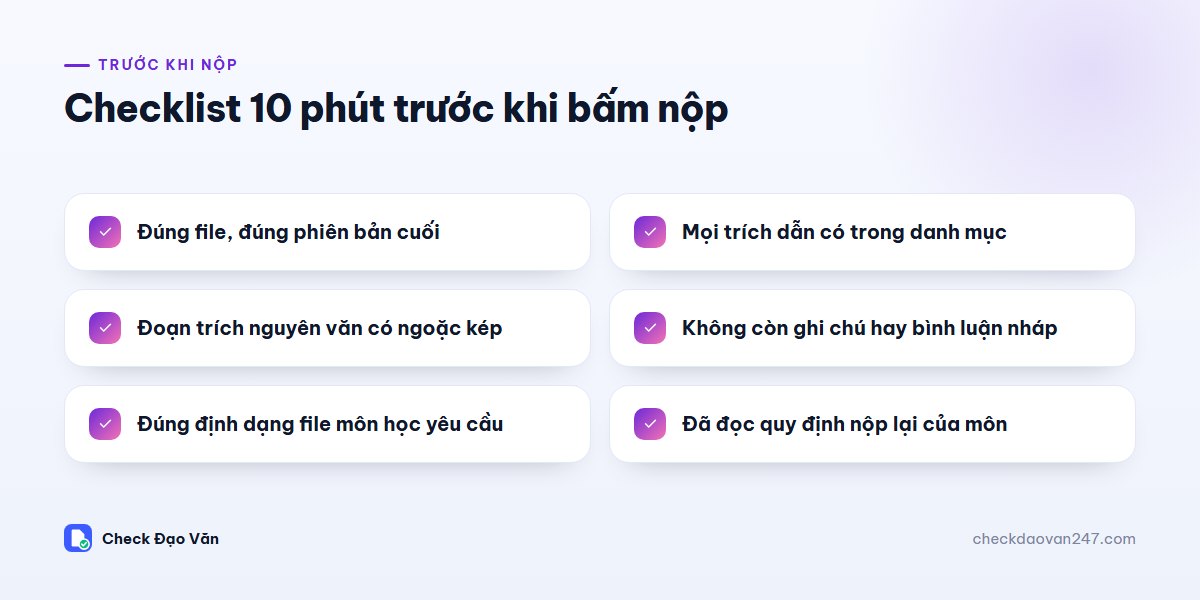 TRƯỚC KHI NỘP
Checklist 10 phút trước khi bấm nộp
Đúng file, đúng phiên bản cuối
Mọi trích dẫn có trong danh mục
Đoạn trích nguyên văn có ngoặc kép
Không còn ghi chú hay bình luận nháp
Đúng định dạng file môn học yêu cầu
Đã đọc quy định nộp lại của môn
Check Đạo Văn
checkdaovan247.com